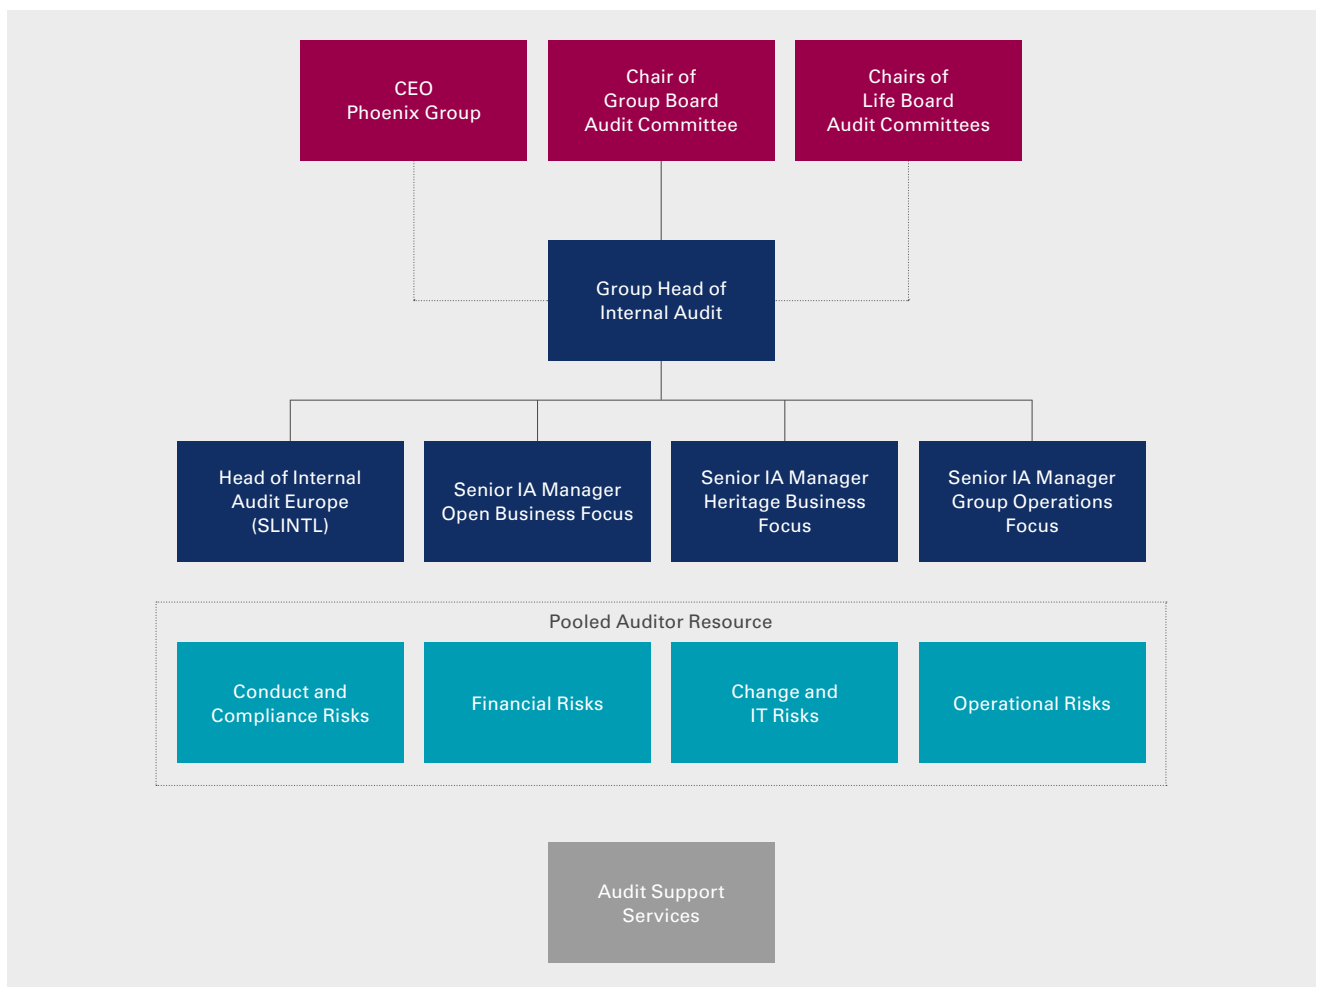 CEO
Phoenix Group
Chair of
Group Board
Audit Committee
Chairs of
Life Board
Audit Committees
Group Head of
Internal Audit
Head of Internal
Audit Europe
(SLINTL)
Senior IA Manager
Open Business Focus
Senior IA Manager
Heritage Business
Focus
Senior IA Manager
Group Operations
Focus
Pooled Auditor Resource
Conduct and
Compliance Risks
Financial Risks
Change and
IT Risks
Operational Risks
Audit Support
Services